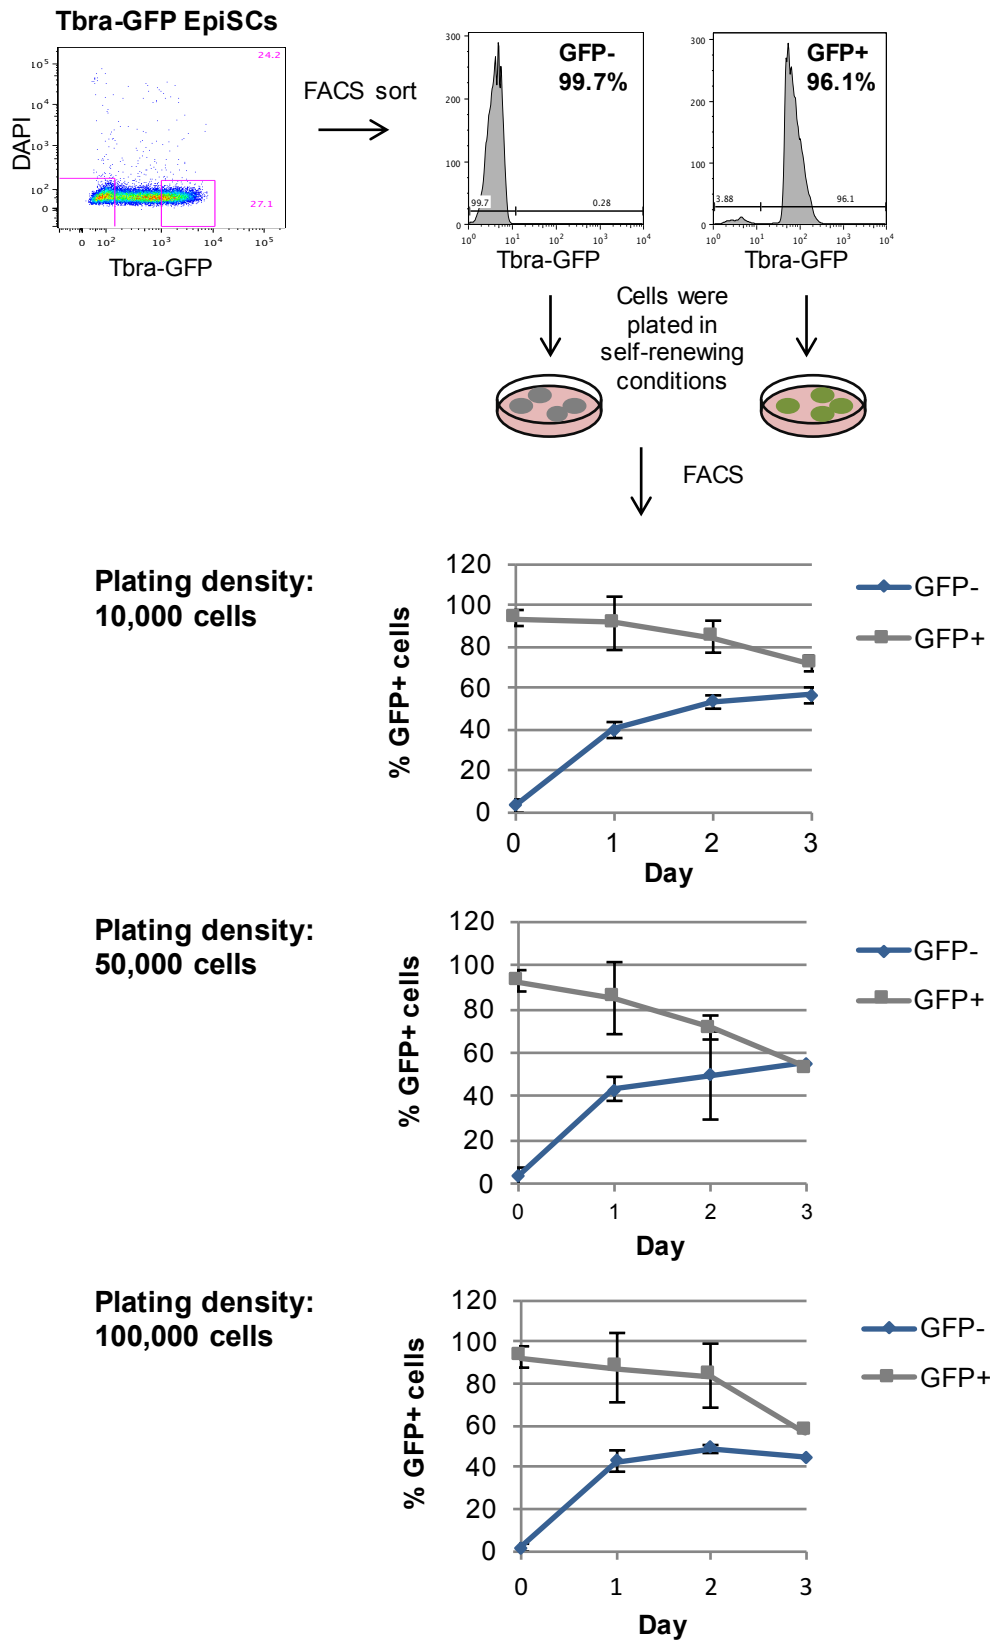 Tbra-GFP EpiSCs
24.2
10⁵
10⁴
10³
10²
0
DAPI
27.1
0 10² 10³ 10⁴ 10⁵
Tbra-GFP
FACS sort
300
200
100
0
GFP-
99.7%
99.7 0.28
10⁰ 10¹ 10² 10³ 10⁴
Tbra-GFP
300
200
100
0
GFP+
96.1%
3.88 96.1
10⁰ 10¹ 10² 10³ 10⁴
Tbra-GFP
Cells were
plated in
self-renewing
conditions
FACS
Plating density:
10,000 cells
% GFP+ cells
120
100
80
60
40
20
0
0 1 2 3
Day
GFP-
GFP+
Plating density:
50,000 cells
% GFP+ cells
120
100
80
60
40
20
0
0 1 2 3
Day
GFP-
GFP+
Plating density:
100,000 cells
% GFP+ cells
120
100
80
60
40
20
0
0 1 2 3
Day
GFP-
GFP+